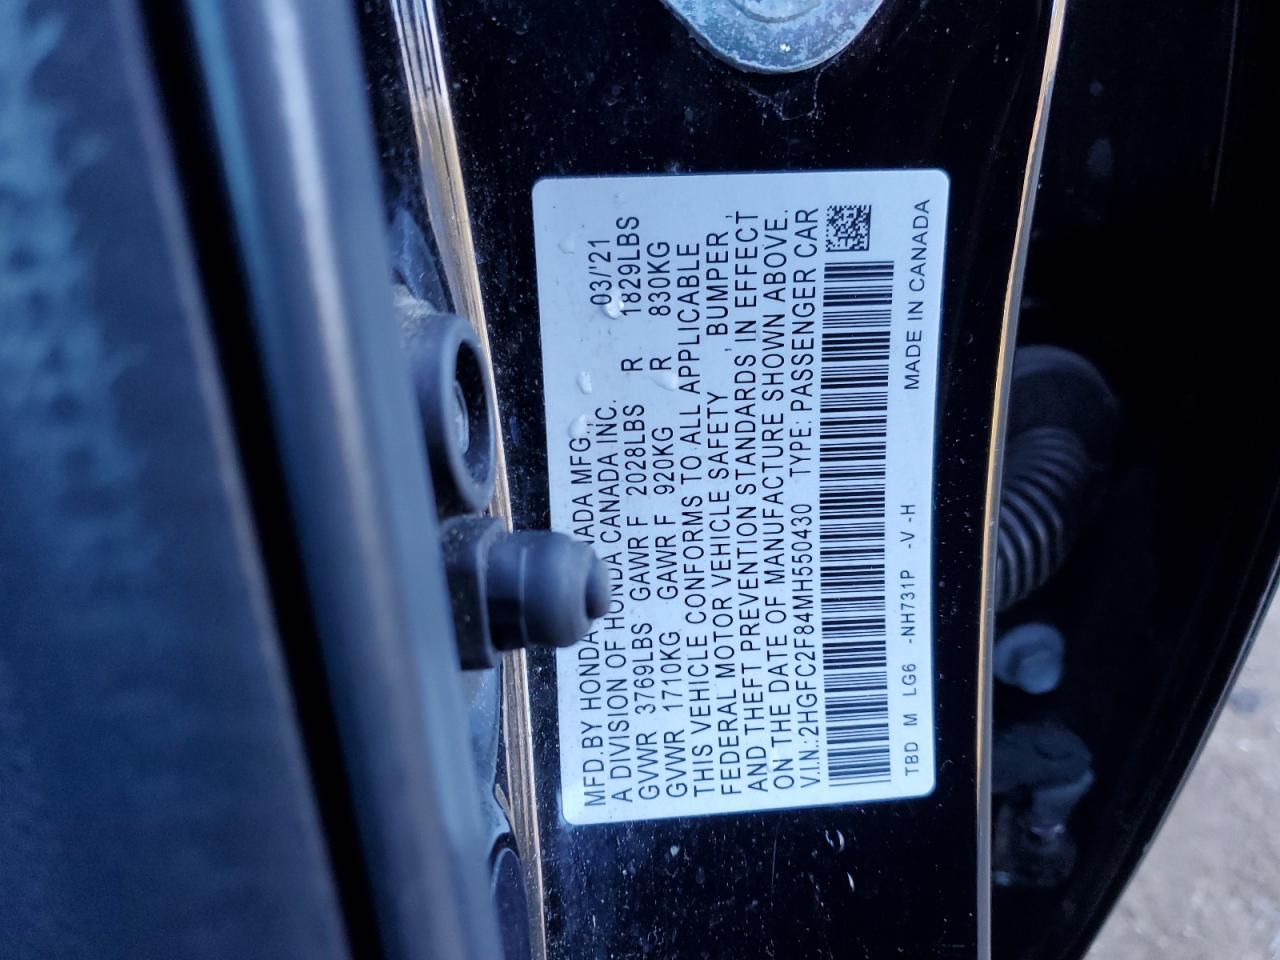 MFD.BY HONDA NADA MFG., 03/'21
A DIVISION OF HONDA CANADA INC.
GVWR 3769LBS GAWR F 2028LBS R 1829LBS
GVWR 1710KG GAWR F 920KG R 830KG
THIS VEHICLE CONFORMS TO ALL APPLICABLE
FEDERAL MOTOR VEHICLE SAFETY , BUMPER ,
AND THEFT PREVENTION STANDARDS IN EFFECT
ON THE DATE OF MANUFACTURE SHOWN ABOVE.
V.I.N.:2HGFC2F84MH550430 TYPE: PASSENGER CAR
TBD M LG6 -NH731P -V -H MADE IN CANADA